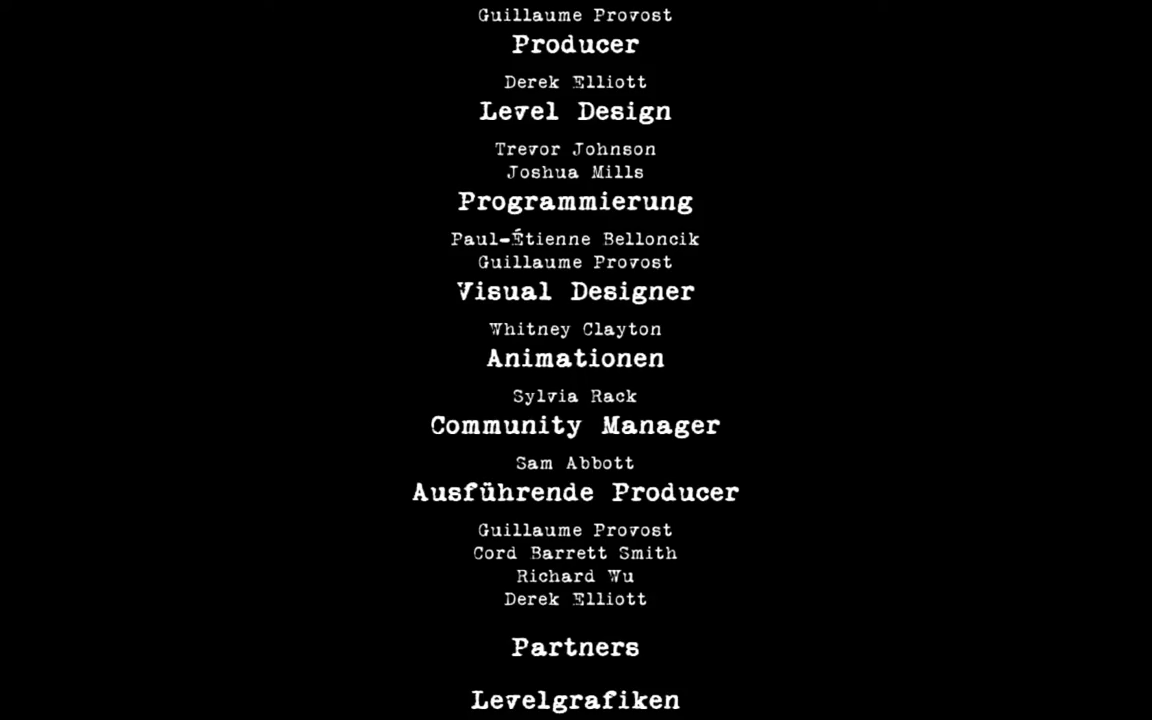 Guillaume Provost
Producer
Derek Elliott
Level Design
Trevor Johnson
Joshua Mills
Programmierung
Paul-Étienne Belloncik
Guillaume Provost
Visual Designer
Whitney Clayton
Animationen
Sylvia Rack
Community Manager
Sam Abbott
Ausführende Producer
Guillaume Provost
Cord Barrett Smith
Richard Wu
Derek Elliott
Partners
Levelgrafiken